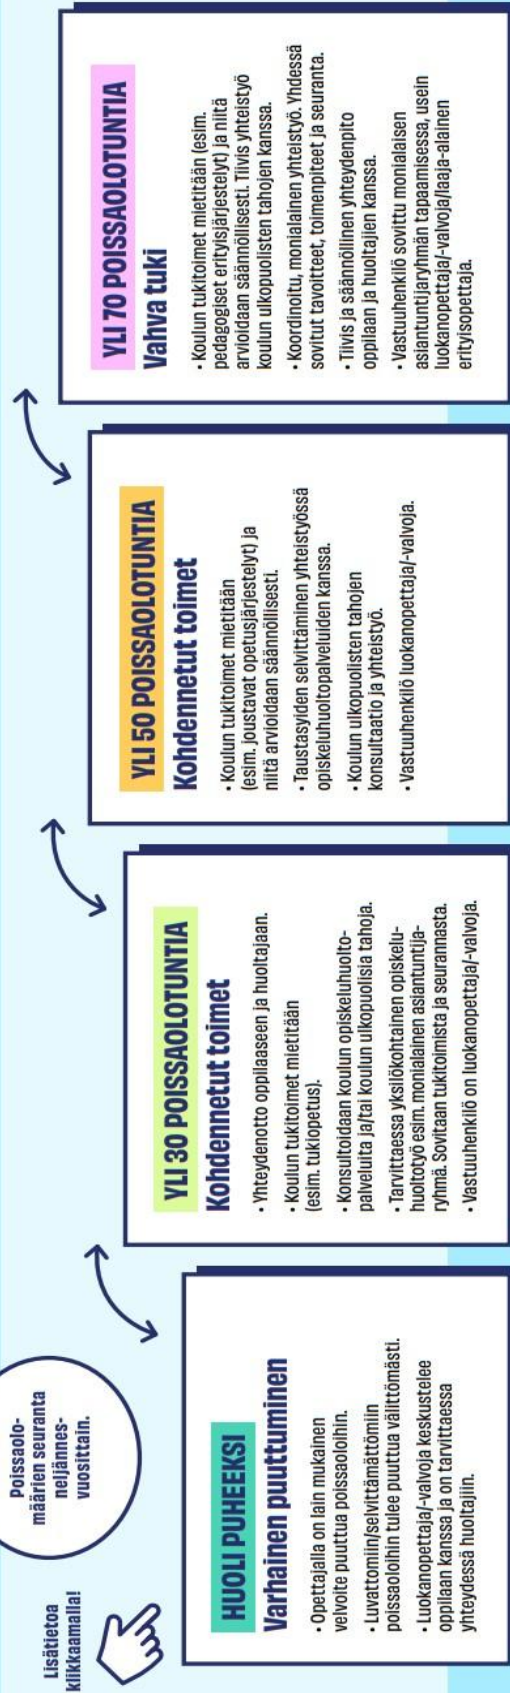 Lisätietoa
klikkaamalla!
Poissaolo-
määrien seuranta
neljännes-
vuosittain.
HUOLI PUHEEKSI
Varhainen puuttuminen
• Opettajalla on lain mukainen
velvoite puuttua poissaoloihin.
• Luvattomiin/selvittämättömiin
poissaoloihin tulee puuttua välittömästi.
• Luokanopettaja/-valvoja keskustelee
oppilaan kanssa ja on tarvittaessa
yhteydessä huoltajiin.
YLI 30 POISSAOLOTUNTIA
Kohdennetut toimet
• Yhteydenotto oppilaaseen ja huoltajaan.
• Koulun tukitoimet mietitään
(esim. tukiopetus).
• Konsultoidaan koulun opiskeluhuolto-
palveluita ja/tai koulun ulkopuolisia tahoja.
• Tarvittaessa yksilökohtainen opiskelu-
huoltotyö esim. monialainen asiantuntija-
ryhmä. Sovitaan tukitoimista ja seurannasta.
• Vastuuhenkilö on luokanopettaja/-valvoja.
YLI 50 POISSAOLOTUNTIA
Kohdennetut toimet
• Koulun tukitoimet mietitään
(esim. joustavat opetusjärjestelyt) ja
niitä arvioidaan säännöllisesti.
• Taustasyiden selvittäminen yhteistyössä
opiskeluhuoltopalveluiden kanssa.
• Koulun ulkopuolisten tahojen
konsultaatio ja yhteistyö.
• Vastuuhenkilö luokanopettaja/-valvoja.
YLI 70 POISSAOLOTUNTIA
Vahva tuki
• Koulun tukitoimet mietitään (esim.
pedagogiset erityisjärjestelyt) ja niitä
arvioidaan säännöllisesti. Tiivis yhteistyö
koulun ulkopuolisten tahojen kanssa.
• Koordinoitu, monialainen yhteistyö. Yhdessä
sovitut tavoitteet, toimenpiteet ja seuranta.
• Tiivis ja säännöllinen yhteydenpito
oppilaan ja huoltajien kanssa.
• Vastuuhenkilö sovittu monialaisen
asiantuntijaryhmän tapaamisessa, usein
luokanopettaja/-valvoja/laaja-alainen
erityisopettaja.